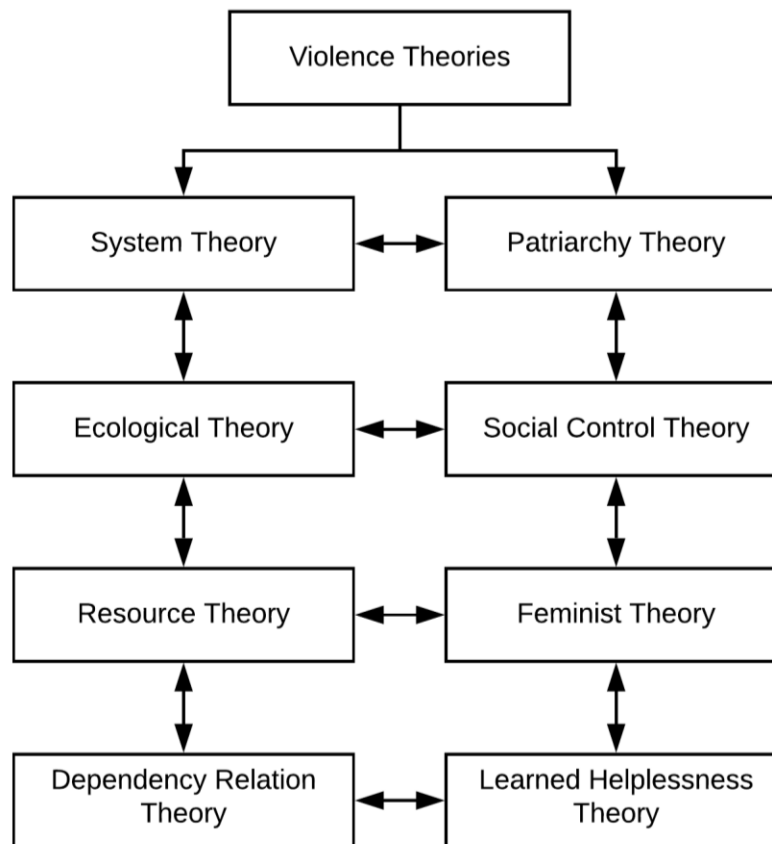 Violence Theories
System Theory
Patriarchy Theory
Ecological Theory
Social Control Theory
Resource Theory
Feminist Theory
Dependency Relation
Theory
Learned Helplessness
Theory